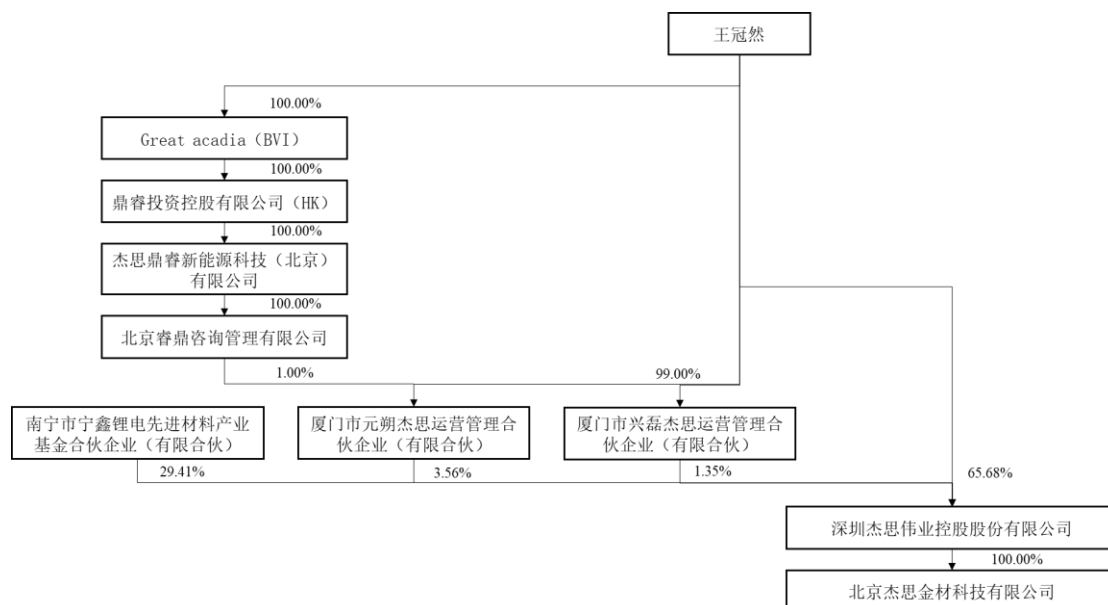 王冠然
100.00%
Great acadia（BVI）
100.00%
鼎睿投资控股有限公司（HK）
100.00%
杰思鼎睿新能源科技（北京）
有限公司
100.00%
北京睿鼎咨询管理有限公司
1.00%
99.00%
南宁市宁鑫锂电先进材料产业
基金合伙企业（有限合伙）
厦门市元朔杰思运营管理合
伙企业（有限合伙）
厦门市兴磊杰思运营管理合
伙企业（有限合伙）
29.41%
3.56%
1.35%
65.68%
深圳杰思伟业控股股份有限公司
100.00%
北京杰思金材科技有限公司